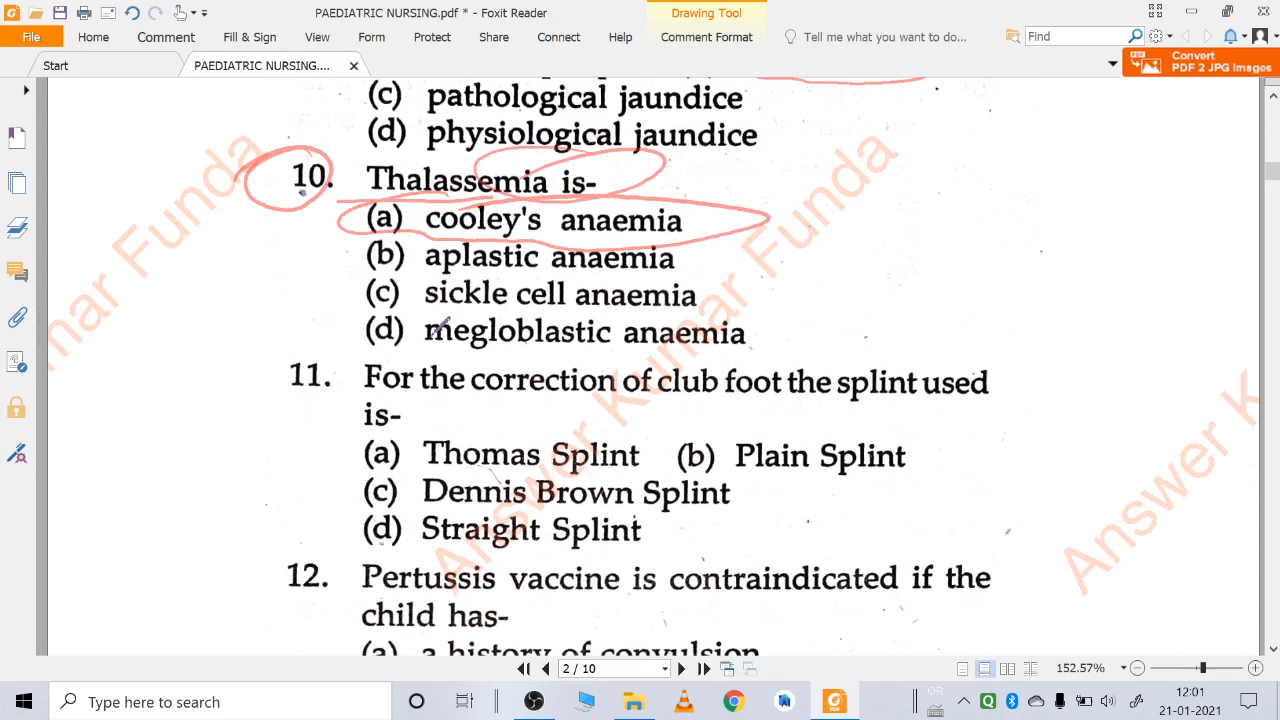 PAEDIATRIC NURSING.pdf * - Foxit Reader
Drawing Tool
File Home Comment Fill & Sign View Form Protect Share Connect Help Comment Format Tell me what you want to do... Find
Start PAEDIATRIC NURSING....
Convert
PDF 2 JPG Images
(c) pathological jaundice
(d) physiological jaundice
10. Thalassemia is-
(a) cooley's anaemia
(b) aplastic anaemia
(c) sickle cell anaemia
(d) megloblastic anaemia
11. For the correction of club foot the splint used
is-
(a) Thomas Splint (b) Plain Splint
(c) Dennis Brown Splint
(d) Straight Splint
12. Pertussis vaccine is contraindicated if the
child has-
(a) a history of convulsion
mar Funda
Answer Kumar Funda
Answer K
2 / 10
152.57%
Type here to search
12:01
21-01-2021